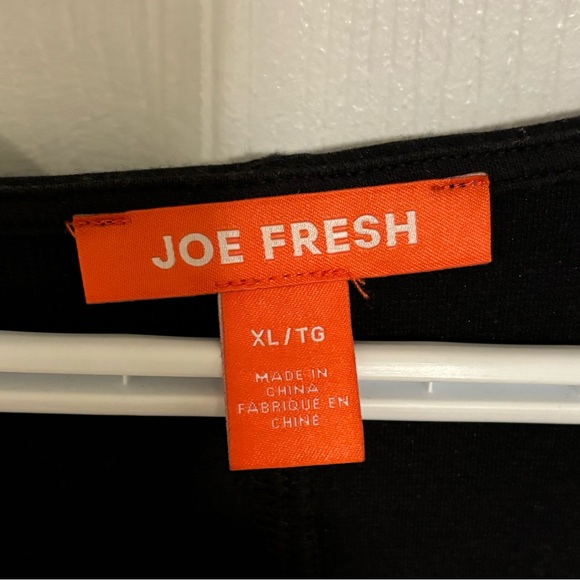 JOE FRESH
XL/TG
MADE IN
CHINA
FABRIQUE EN
CHINE